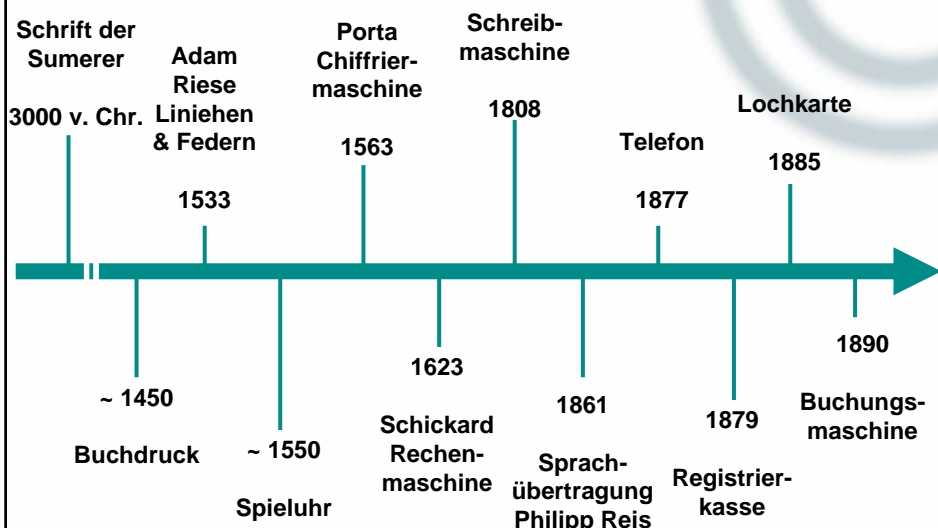 Schrift der
Sumerer
3000 v. Chr.
Adam
Riese
Liniehen
& Federn
1533
Porta
Chiffrier-
maschine
1563
Schreib-
maschine
1808
Telefon
1877
Lochkarte
1885
~ 1450
Buchdruck
~ 1550
Spieluhr
1623
Schickard
Rechen-
maschine
1861
Sprach-
übertragung
Philipp Reis
1879
Registrier-
kasse
1890
Buchungs-
maschine